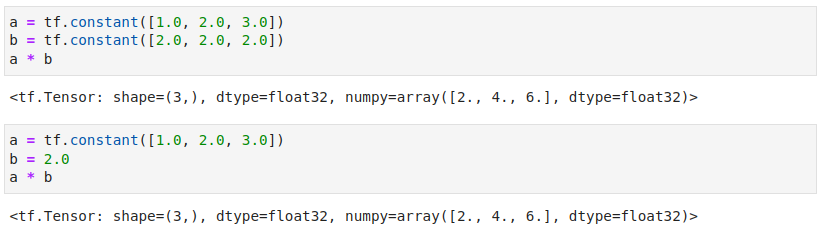 a = tf.constant([1.0, 2.0, 3.0])
b = tf.constant([2.0, 2.0, 2.0])
a * b
<tf.Tensor: shape=(3,), dtype=float32, numpy=array([2., 4., 6.], dtype=float32)>
a = tf.constant([1.0, 2.0, 3.0])
b = 2.0
a * b
<tf.Tensor: shape=(3,), dtype=float32, numpy=array([2., 4., 6.], dtype=float32)>